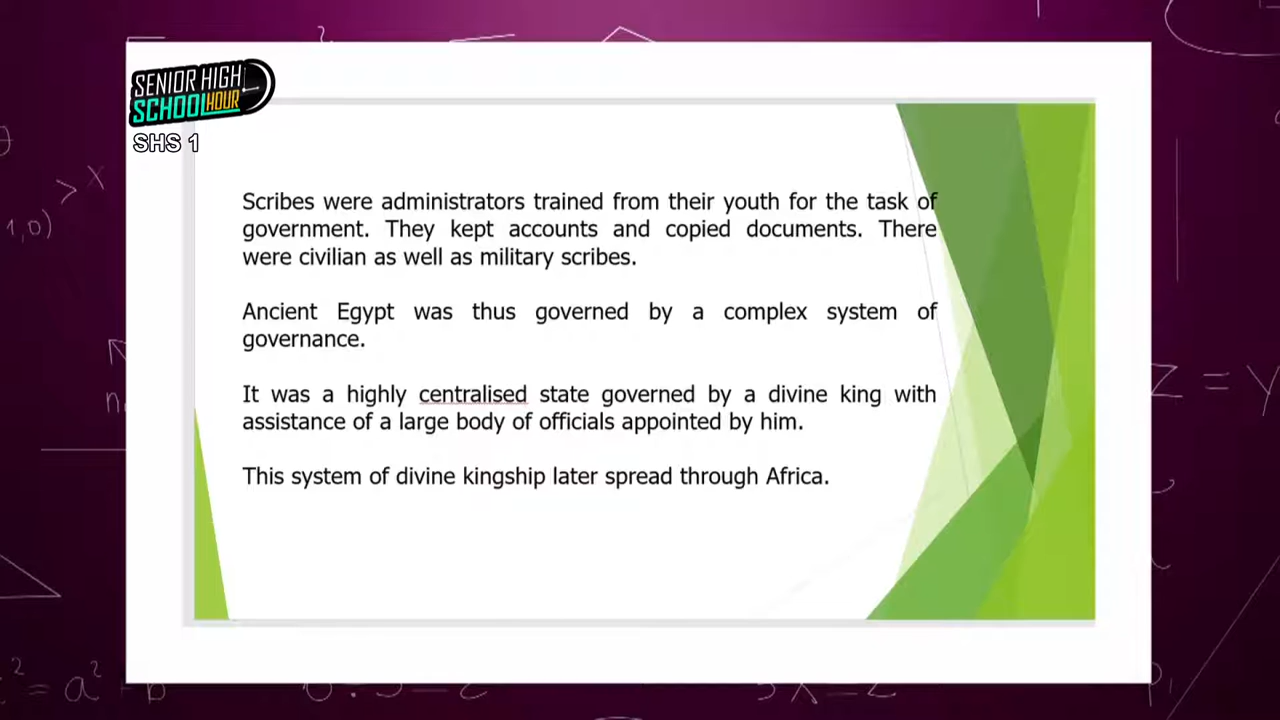 SENIOR HIGH
SCHOOL HOUR
SHS 1
Scribes were administrators trained from their youth for the task of
government. They kept accounts and copied documents. There
were civilian as well as military scribes.
Ancient Egypt was thus governed by a complex system of
governance.
It was a highly centralised state governed by a divine king with
assistance of a large body of officials appointed by him.
This system of divine kingship later spread through Africa.